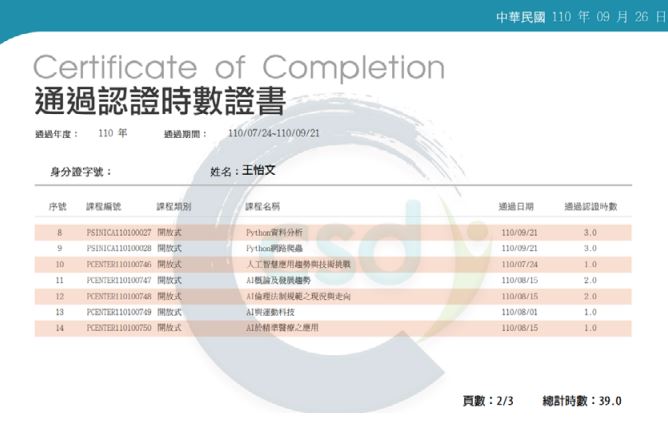 中華民國 110 年 09 月 26 日
Certificate of Completion
通過認證時數證書
通過年度： 110 年 通過期間： 110/07/24~110/09/21
身分證字號： 姓名：王怡文
序號 課程編號 課程類別 課程名稱 通過日期 通過認證時數
8 PSINICA110100027 開放式 Python資料分析 110/09/21 3.0
9 PSINICA110100028 開放式 Python網路爬蟲 110/09/21 3.0
10 PCENTER110100746 開放式 人工智慧應用趨勢與技術挑戰 110/07/24 1.0
11 PCENTER110100747 開放式 AI概論及發展趨勢 110/08/15 2.0
12 PCENTER110100748 開放式 AI倫理法制規範之現況與走向 110/08/15 2.0
13 PCENTER110100749 開放式 AI與運動科技 110/08/01 1.0
14 PCENTER110100750 開放式 AI於精準醫療之應用 110/08/15 1.0
csd
頁數：2/3 總計時數：39.0